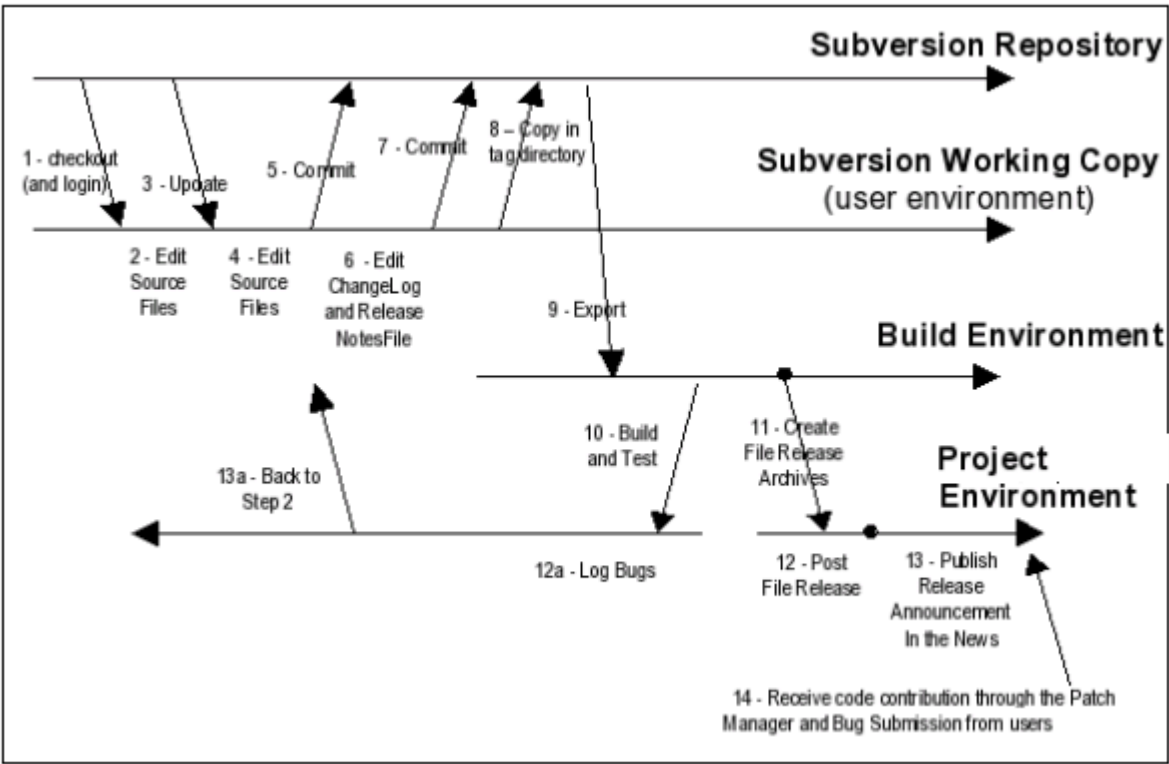 Subversion Repository
1 - checkout
(and login)
3 - Update
5 - Commit
7 - Commit
8 – Copy in
tag directory
Subversion Working Copy
(user environment)
2 - Edit
Source
Files
4 - Edit
Source
Files
6 - Edit
ChangeLog
and Release
NotesFile
9 - Export
Build Environment
10 - Build
and Test
11 - Create
File Release
Archives
Project
Environment
13a - Back to
Step 2
12a - Log Bugs
12 - Post
File Release
13 - Publish
Release
Announcement
In the News
14 - Receive code contribution through the Patch
Manager and Bug Submission from users